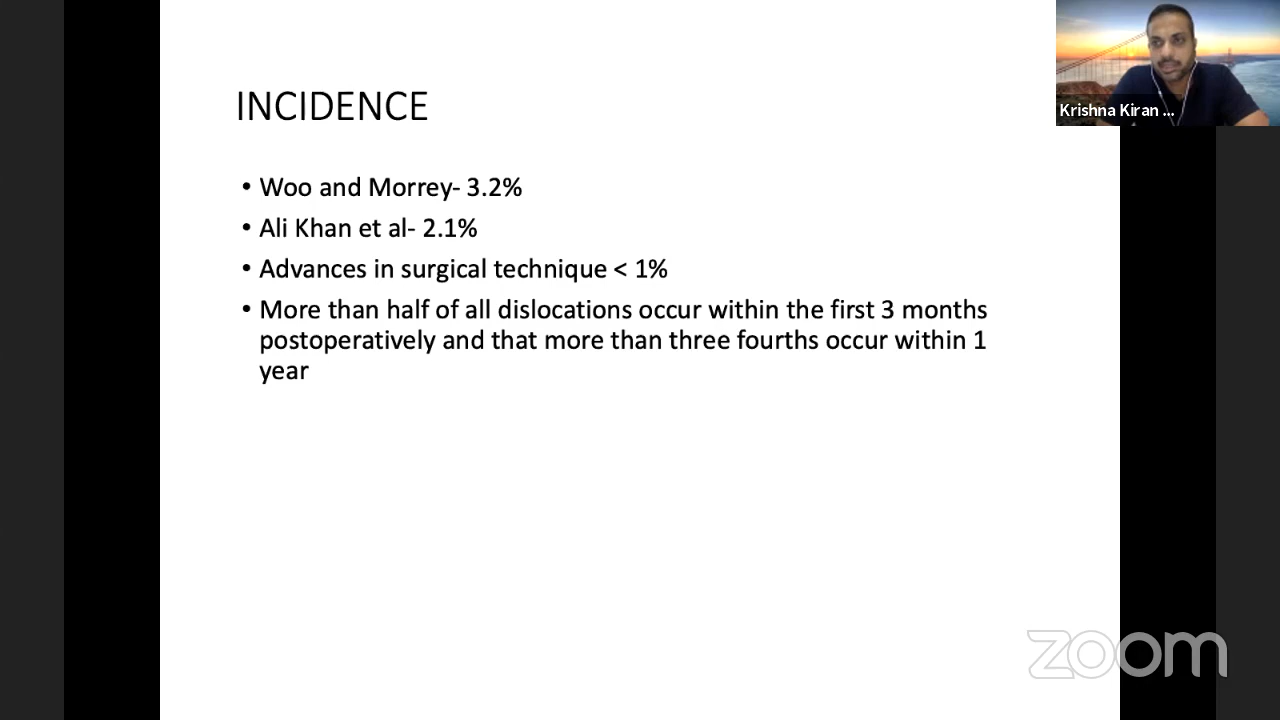 INCIDENCE
• Woo and Morrey- 3.2%
• Ali Khan et al- 2.1%
• Advances in surgical technique < 1%
• More than half of all dislocations occur within the first 3 months
postoperatively and that more than three fourths occur within 1
year
Krishna Kiran ...
zoom